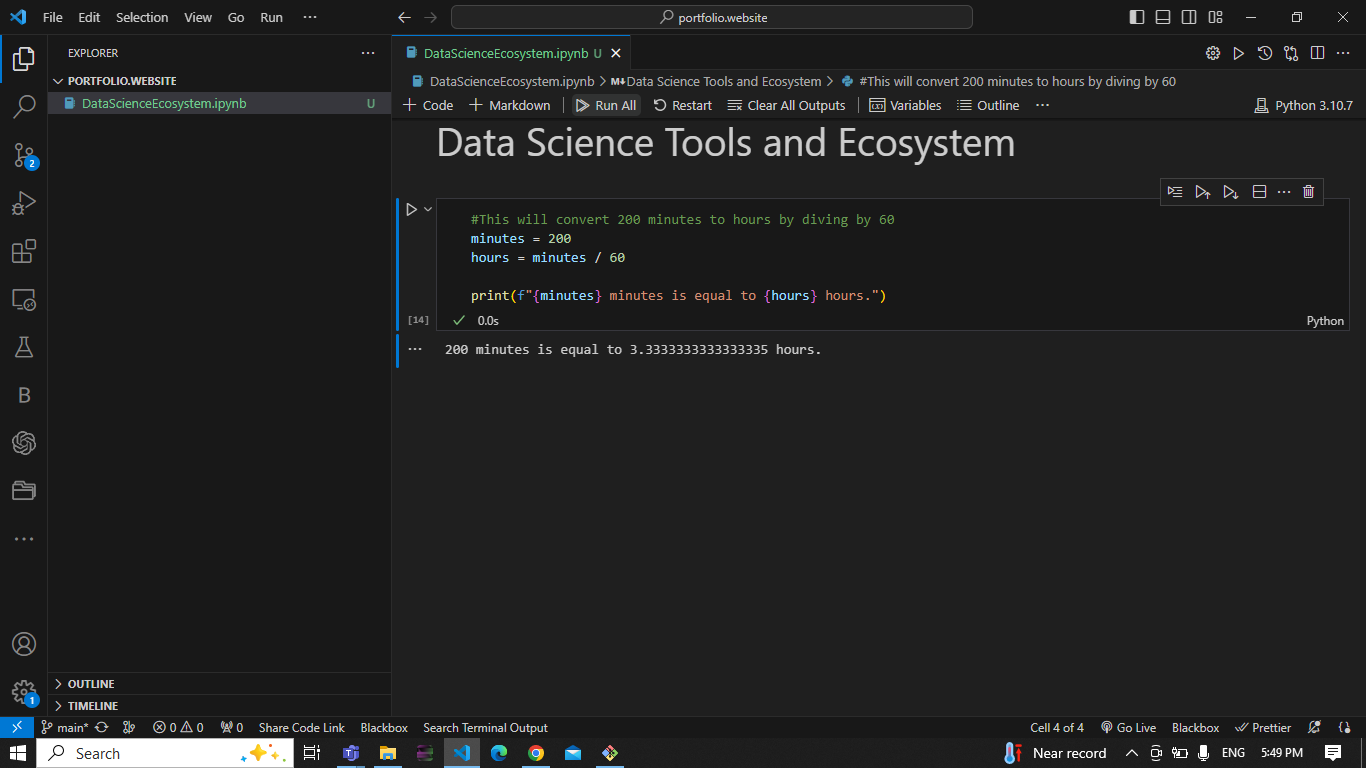 File Edit Selection View Go Run ···
portfolio.website
EXPLORER ···
PORTFOLIO.WEBSITE
DataScienceEcosystem.ipynb U
DataScienceEcosystem.ipynb U
DataScienceEcosystem.ipynb > M↓Data Science Tools and Ecosystem > #This will convert 200 minutes to hours by diving by 60
+ Code + Markdown Run All Restart Clear All Outputs Variables Outline ··· Python 3.10.7
Data Science Tools and Ecosystem
#This will convert 200 minutes to hours by diving by 60
minutes = 200
hours = minutes / 60
print(f"{minutes} minutes is equal to {hours} hours.")
[14] 0.0s Python
200 minutes is equal to 3.3333333333333335 hours.
2
B
1
OUTLINE
TIMELINE
main* 0 0 0 Share Code Link Blackbox Search Terminal Output Cell 4 of 4 Go Live Blackbox Prettier
Search Near record ENG 5:49 PM